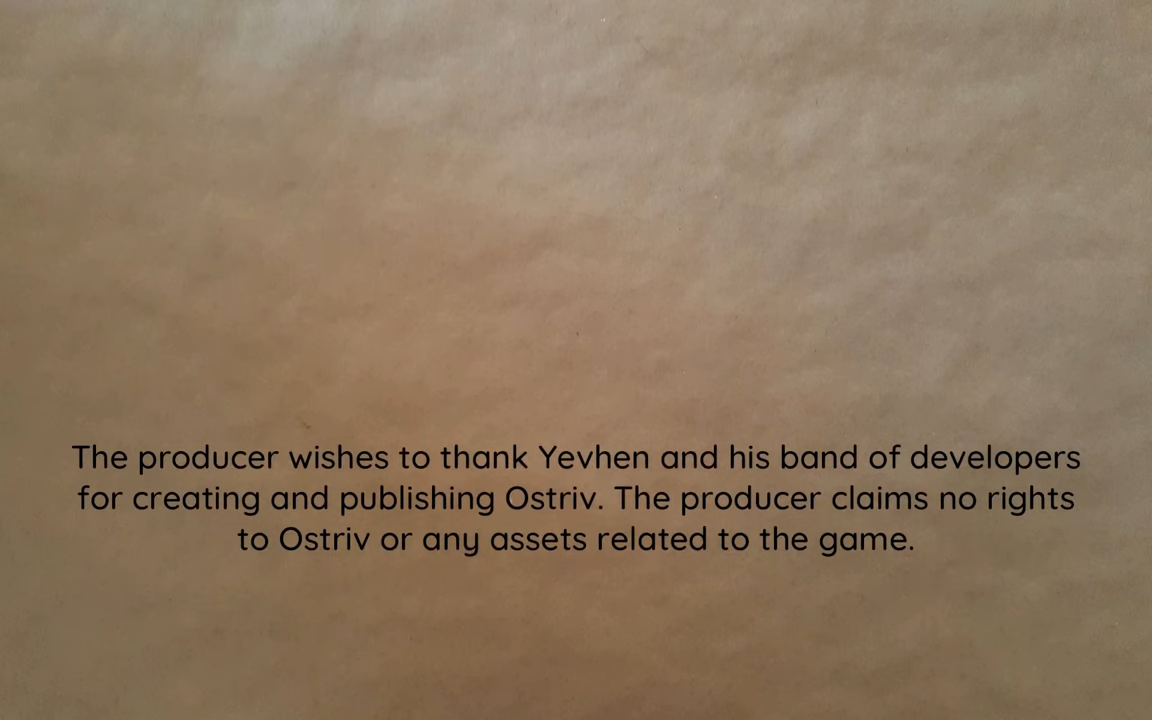 The producer wishes to thank Yevhen and his band of developers
for creating and publishing Ostriv. The producer claims no rights
to Ostriv or any assets related to the game.